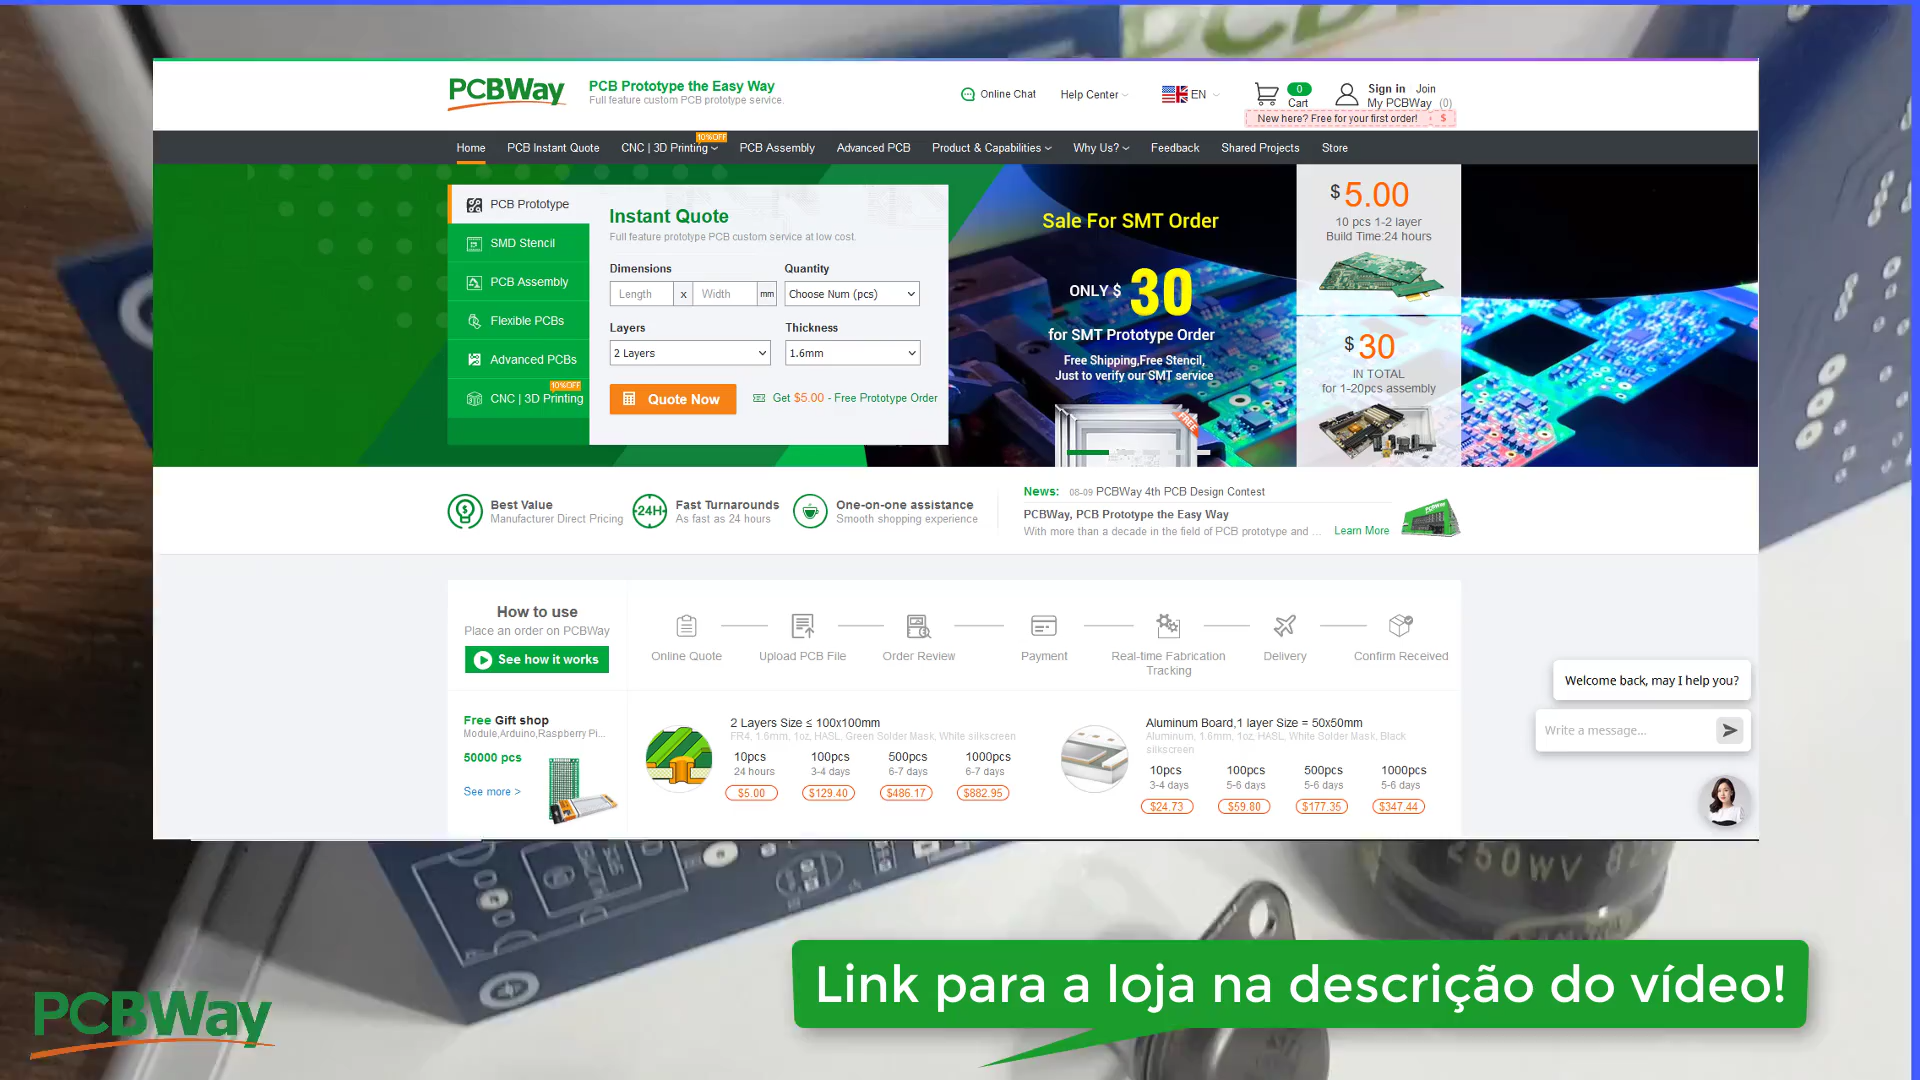 PCBWay
PCB Prototype the Easy Way
Full feature custom PCB prototype service.
Online Chat
Help Center
EN
0
Cart
Sign in Join
My PCBWay (0)
New here? Free for your first order! $
Home
PCB Instant Quote
CNC | 3D Printing
10%OFF
PCB Assembly
Advanced PCB
Product & Capabilities
Why Us?
Feedback
Shared Projects
Store
PCB Prototype
SMD Stencil
PCB Assembly
Flexible PCBs
Advanced PCBs
10%OFF
CNC | 3D Printing
Instant Quote
Full feature prototype PCB custom service at low cost.
Dimensions
Quantity
Length x Width mm
Choose Num (pcs)
Layers
Thickness
2 Layers
1.6mm
Quote Now
Get $5.00 - Free Prototype Order
Sale For SMT Order
ONLY $ 30
for SMT Prototype Order
Free Shipping,Free Stencil,
Just to verify our SMT service
FREE
$ 5.00
10 pcs 1-2 layer
Build Time:24 hours
$ 30
IN TOTAL
for 1-20pcs assembly
Best Value
Manufacturer Direct Pricing
24H
Fast Turnarounds
As fast as 24 hours
One-on-one assistance
Smooth shopping experience
News: 08-09 PCBWay 4th PCB Design Contest
PCBWay, PCB Prototype the Easy Way
With more than a decade in the field of PCB prototype and ... Learn More
How to use
Place an order on PCBWay
See how it works
Online Quote
Upload PCB File
Order Review
Payment
Real-time Fabrication
Tracking
Delivery
Confirm Received
Free Gift shop
Module,Arduino,Raspberry Pi...
50000 pcs
See more >
2 Layers Size ≤ 100x100mm
FR4, 1.6mm, 1oz, HASL, Green Solder Mask, White silkscreen
10pcs 100pcs 500pcs 1000pcs
24 hours 3-4 days 6-7 days 6-7 days
$5.00 $129.40 $486.17 $882.95
Aluminum Board,1 layer Size = 50x50mm
Aluminum, 1.6mm, 1oz, HASL, White Solder Mask, Black
silkscreen
10pcs 100pcs 500pcs 1000pcs
3-4 days 5-6 days 5-6 days 5-6 days
$24.73 $59.80 $177.35 $347.44
Welcome back, may I help you?
Write a message...
250WV
Link para a loja na descrição do vídeo!
PCBWay